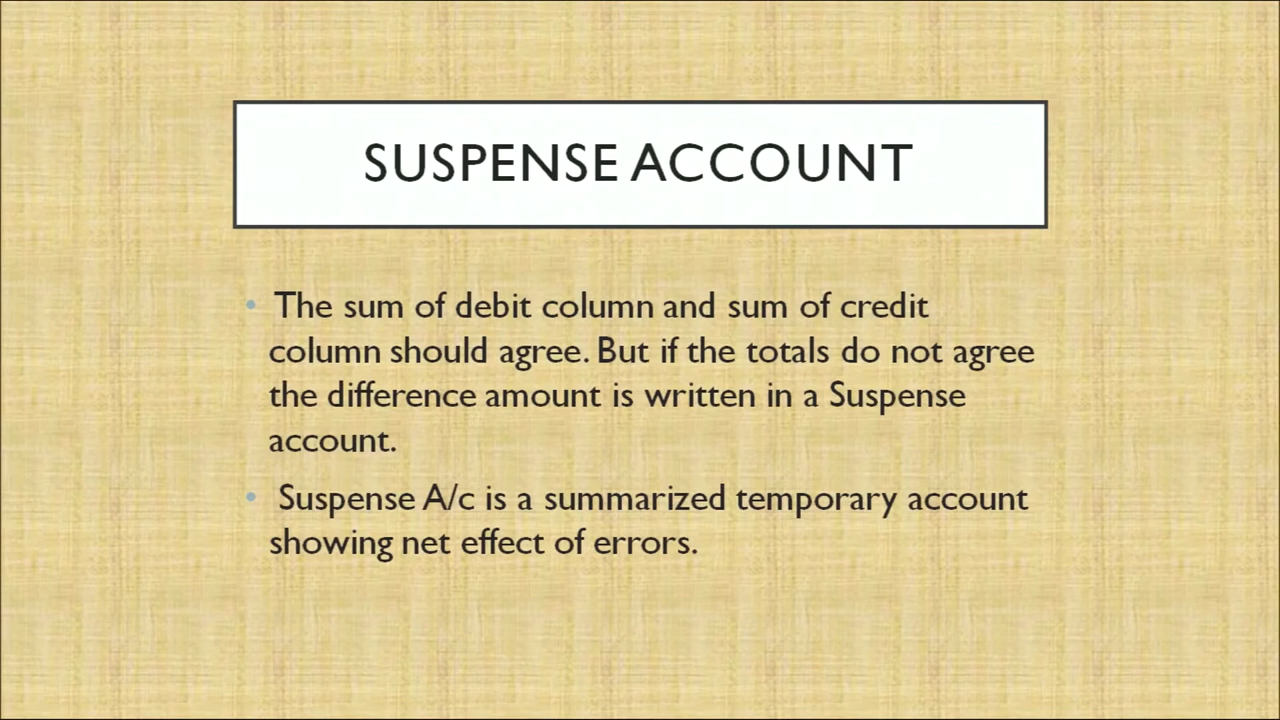 SUSPENSE ACCOUNT
• The sum of debit column and sum of credit
column should agree. But if the totals do not agree
the difference amount is written in a Suspense
account.
• Suspense A/c is a summarized temporary account
showing net effect of errors.